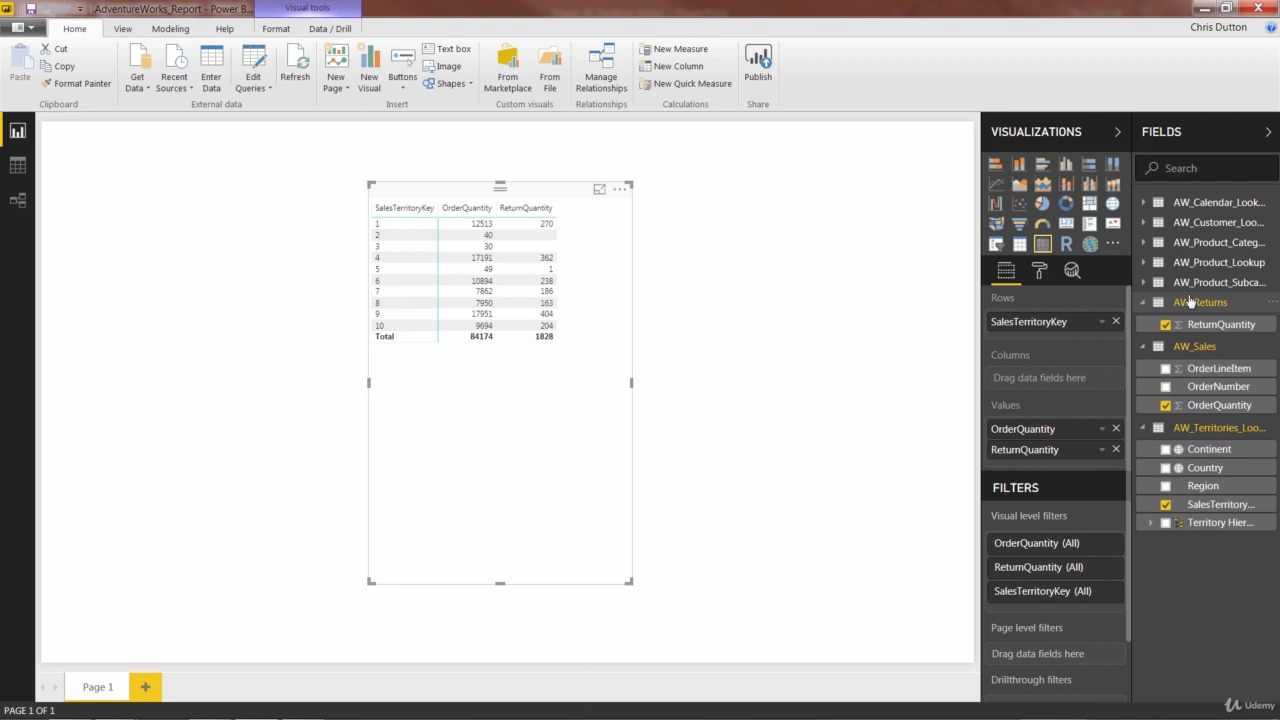 AdventureWorks_Report - Power B...
Visual tools
Chris Dutton
Home
View
Modeling
Help
Format
Data / Drill
Paste
Cut
Copy
Format Painter
Clipboard
Get Data
Recent Sources
Enter Data
Edit Queries
Refresh
External data
New Page
New Visual
Buttons
Text box
Image
Shapes
Insert
From Marketplace
From File
Custom visuals
Manage Relationships
Relationships
New Measure
New Column
New Quick Measure
Calculations
Publish
Share
SalesTerritoryKey OrderQuantity ReturnQuantity
1 12513 270
2 40
3 30
4 17191 362
5 49 1
6 10894 238
7 7862 186
8 7950 163
9 17951 404
10 9694 204
Total 84174 1828
VISUALIZATIONS
R
Rows
SalesTerritoryKey
Columns
Drag data fields here
Values
OrderQuantity
ReturnQuantity
FILTERS
Visual level filters
OrderQuantity (All)
ReturnQuantity (All)
SalesTerritoryKey (All)
Page level filters
Drag data fields here
Drillthrough filters
FIELDS
Search
AW_Calendar_Look...
AW_Customer_Loo...
AW_Product_Categ...
AW_Product_Lookup
AW_Product_Subca...
AW_Returns
ReturnQuantity
AW_Sales
OrderLineItem
OrderNumber
OrderQuantity
AW_Territories_Loo...
Continent
Country
Region
SalesTerritory...
Territory Hier...
Page 1
PAGE 1 OF 1
Udemy